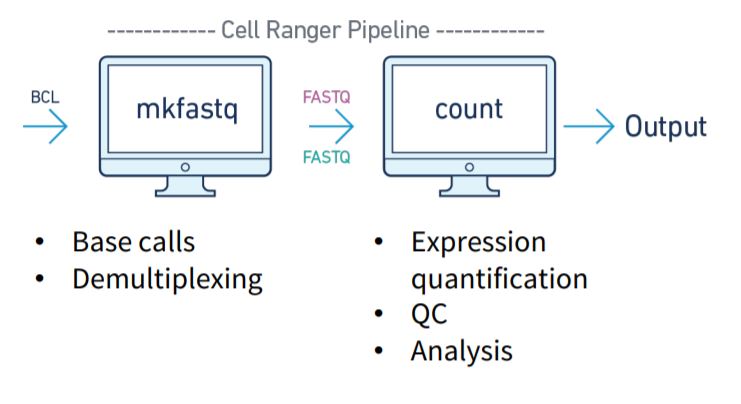 ------------ Cell Ranger Pipeline ------------
BCL
mkfastq
FASTQ
FASTQ
count
Output
• Base calls
• Demultiplexing
• Expression
quantification
• QC
• Analysis